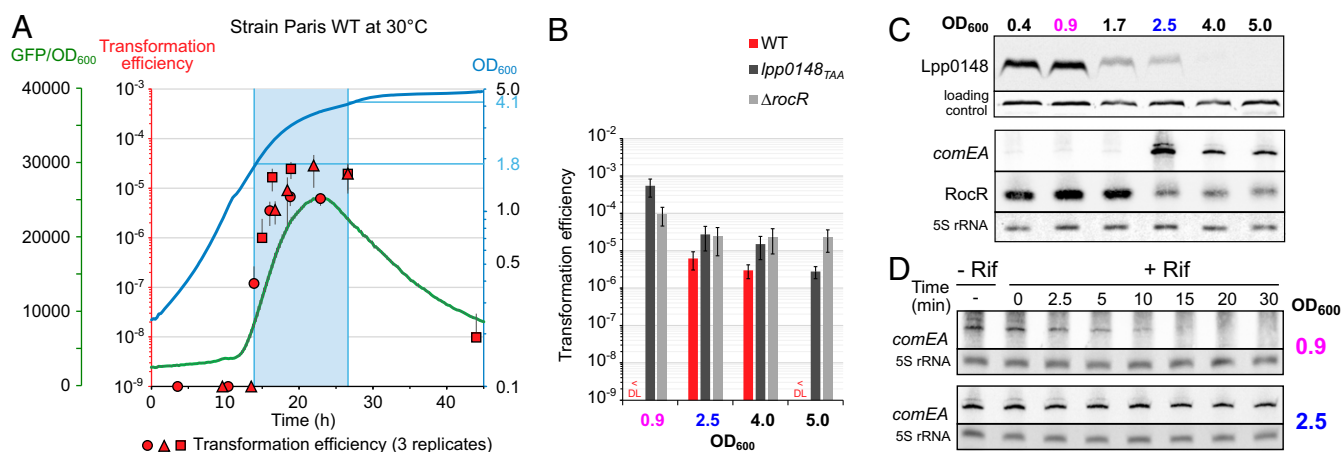 A
Strain Paris WT at 30°C
GFP/OD600
Transformation
efficiency
OD600
40000
30000
20000
10000
0
10-3
10-4
10-5
10-6
10-7
10-8
10-9
5.0
4.1
1.8
1.0
0.5
0.1
0 10 20 30 40
Time (h)
Transformation efficiency (3 replicates)
B
WT
lpp0148TAA
ΔrocR
Transformation efficiency
10-2
10-3
10-4
10-5
10-6
10-7
10-8
10-9
<
DL
<
DL
0.9 2.5 4.0 5.0
OD600
C
OD600 0.4 0.9 1.7 2.5 4.0 5.0
Lpp0148
loading
control
comEA
RocR
5S rRNA
D
- Rif + Rif
Time
(min)
- 0 2.5 5 10 15 20 30
OD600
comEA
0.9
5S rRNA
comEA
2.5
5S rRNA